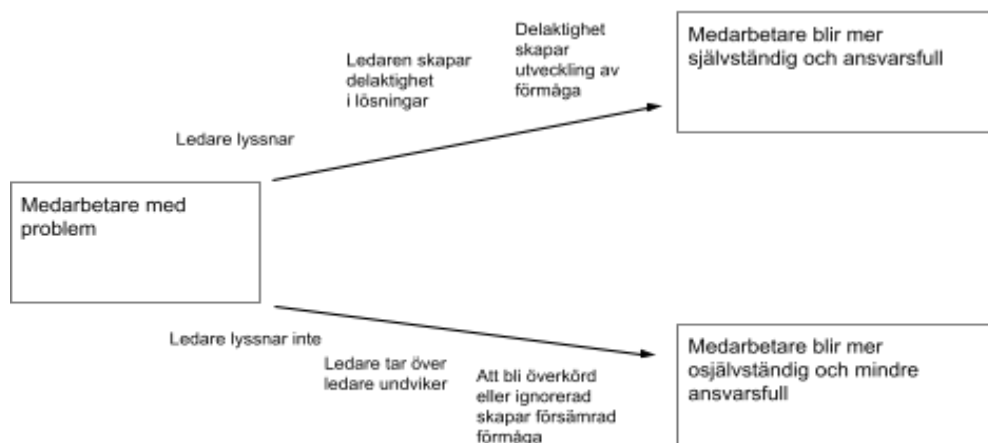 Delaktighet
skapar
utveckling av
förmåga
Medarbetare blir mer
självständig och ansvarsfull
Ledaren skapar
delaktighet
i lösningar
Ledare lyssnar
Medarbetare med
problem
Ledare lyssnar inte
Ledare tar över
ledare undviker
Att bli överkörd
eller ignorerad
skapar försämrad
förmåga
Medarbetare blir mer
osjälvständig och mindre
ansvarsfull